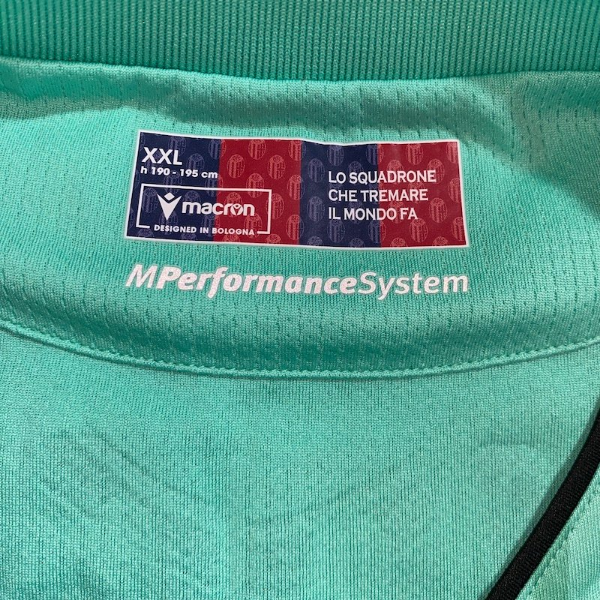 XXL
h 190 - 195 cm
macron
DESIGNED IN BOLOGNA
LO SQUADRONE
CHE TREMARE
IL MONDO FA
MPerformanceSystem